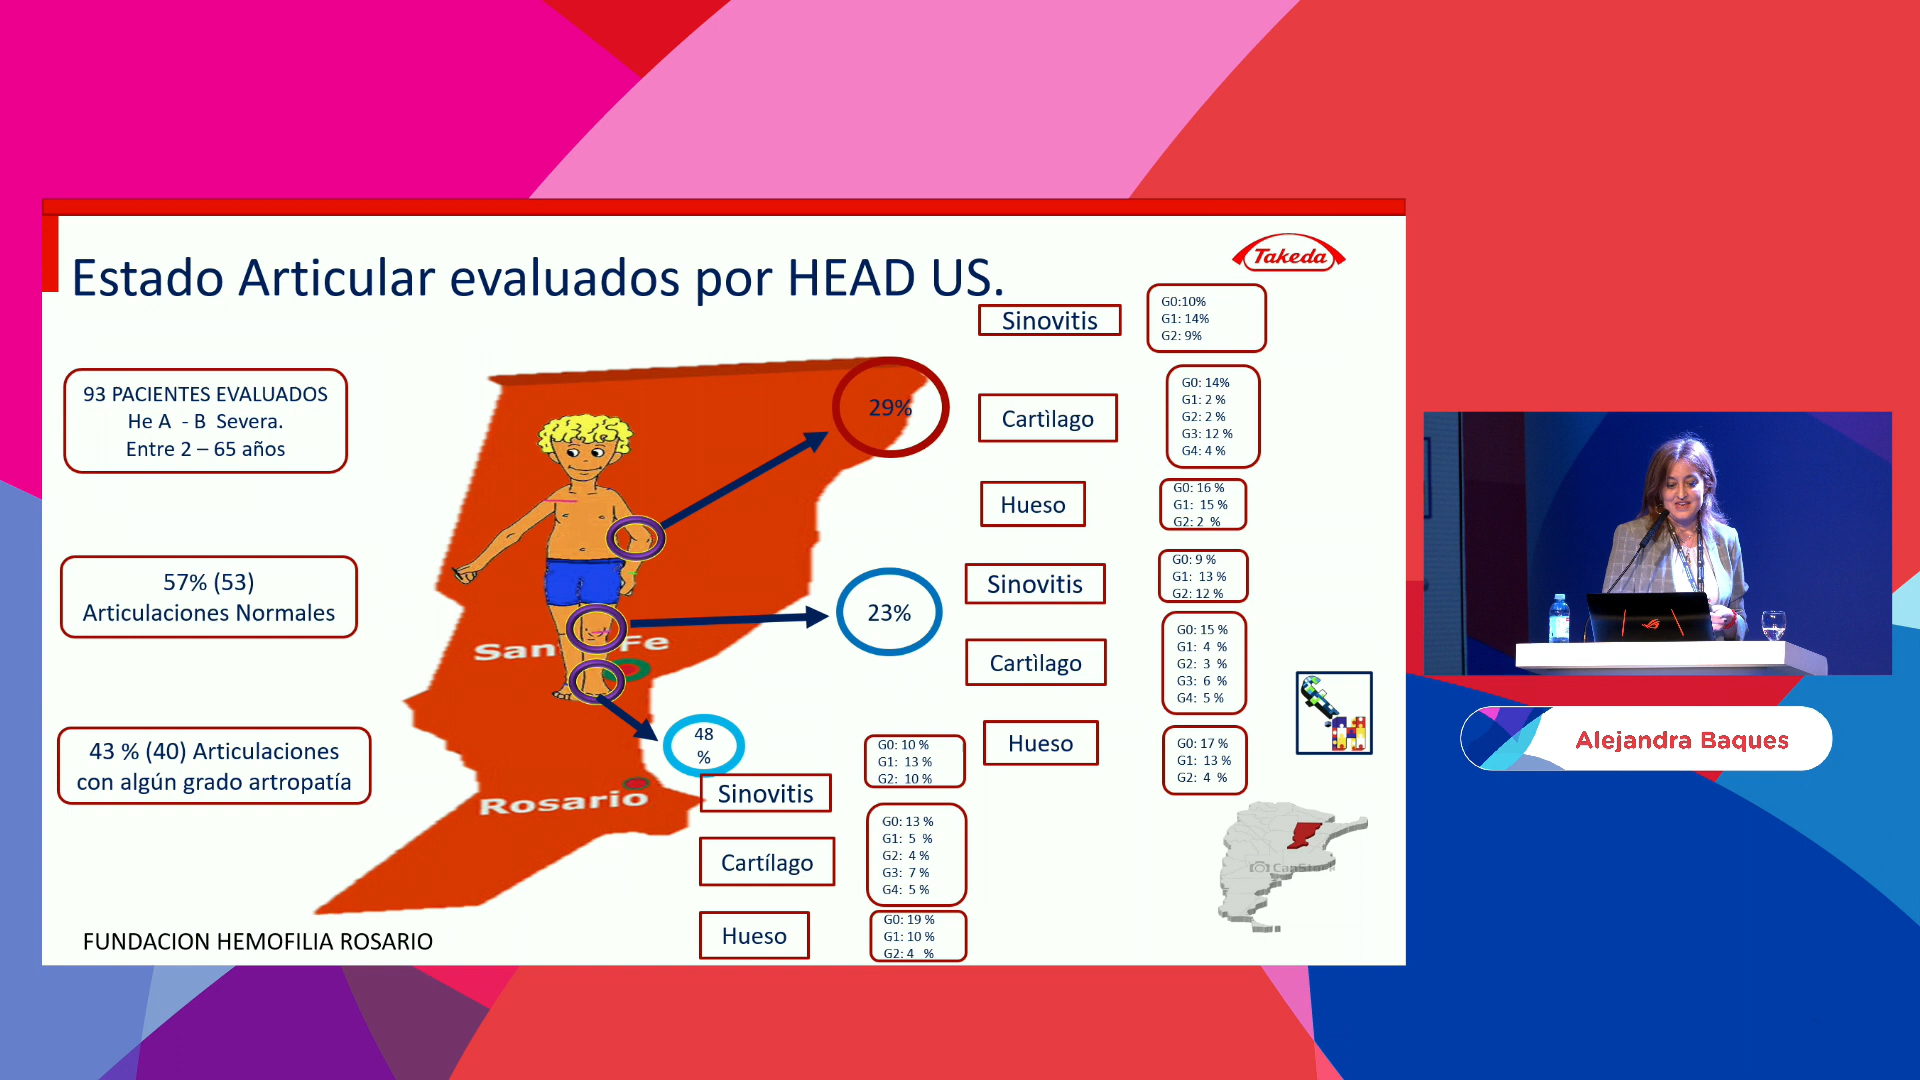 Estado Articular evaluados por HEAD US.
Takeda
93 PACIENTES EVALUADOS
He A - B Severa.
Entre 2 – 65 años
57% (53)
Articulaciones Normales
43 % (40) Articulaciones
con algún grado artropatía
Santa Fe
Rosario
29%
23%
48
%
Sinovitis
G0:10%
G1: 14%
G2: 9%
Cartìlago
G0: 14%
G1: 2 %
G2: 2 %
G3: 12 %
G4: 4 %
Hueso
G0: 16 %
G1: 15 %
G2: 2 %
Sinovitis
G0: 9 %
G1: 13 %
G2: 12 %
Cartìlago
G0: 15 %
G1: 4 %
G2: 3 %
G3: 6 %
G4: 5 %
Hueso
G0: 17 %
G1: 13 %
G2: 4 %
Sinovitis
G0: 10 %
G1: 13 %
G2: 10 %
Cartílago
G0: 13 %
G1: 5 %
G2: 4 %
G3: 7 %
G4: 5 %
Hueso
G0: 19 %
G1: 10 %
G2: 4 %
CanStock
FUNDACION HEMOFILIA ROSARIO
Alejandra Baques